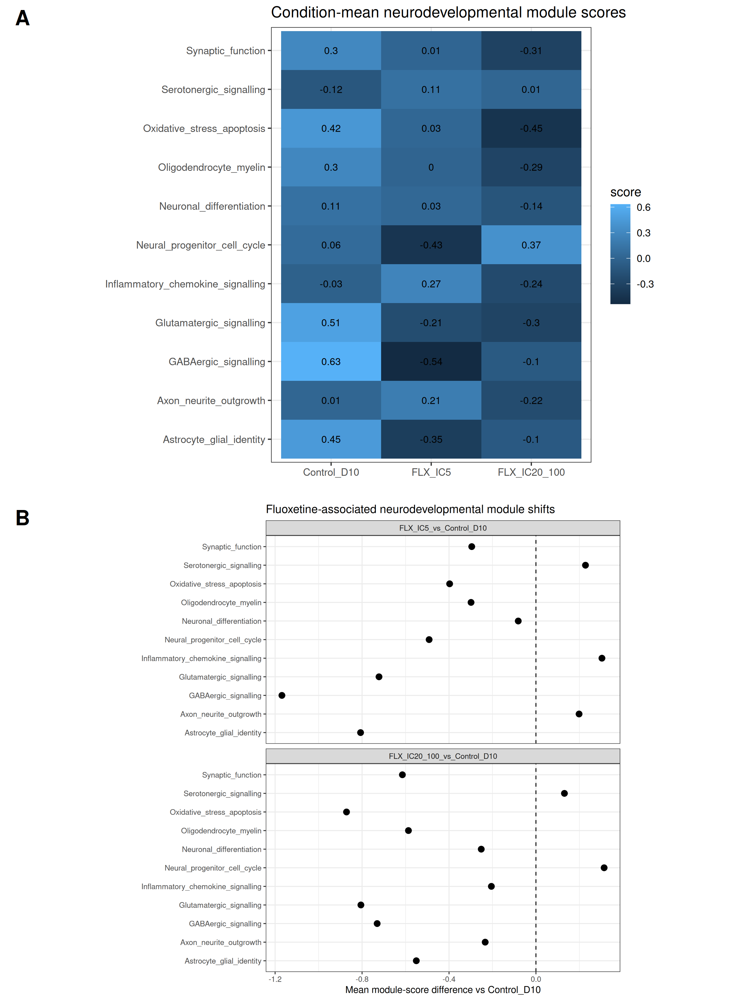 A
Condition-mean neurodevelopmental module scores
Synaptic_function 0.3 0.01 -0.31
Serotonergic_signalling -0.12 0.11 0.01
Oxidative_stress_apoptosis 0.42 0.03 -0.45
Oligodendrocyte_myelin 0.3 0 -0.29
Neuronal_differentiation 0.11 0.03 -0.14
Neural_progenitor_cell_cycle 0.06 -0.43 0.37
Inflammatory_chemokine_signalling -0.03 0.27 -0.24
Glutamatergic_signalling 0.51 -0.21 -0.3
GABAergic_signalling 0.63 -0.54 -0.1
Axon_neurite_outgrowth 0.01 0.21 -0.22
Astrocyte_glial_identity 0.45 -0.35 -0.1
Control_D10 FLX_IC5 FLX_IC20_100
score
0.6
0.3
0.0
-0.3
B
Fluoxetine-associated neurodevelopmental module shifts
FLX_IC5_vs_Control_D10
Synaptic_function
Serotonergic_signalling
Oxidative_stress_apoptosis
Oligodendrocyte_myelin
Neuronal_differentiation
Neural_progenitor_cell_cycle
Inflammatory_chemokine_signalling
Glutamatergic_signalling
GABAergic_signalling
Axon_neurite_outgrowth
Astrocyte_glial_identity
FLX_IC20_100_vs_Control_D10
Synaptic_function
Serotonergic_signalling
Oxidative_stress_apoptosis
Oligodendrocyte_myelin
Neuronal_differentiation
Neural_progenitor_cell_cycle
Inflammatory_chemokine_signalling
Glutamatergic_signalling
GABAergic_signalling
Axon_neurite_outgrowth
Astrocyte_glial_identity
-1.2 -0.8 -0.4 0.0
Mean module-score difference vs Control_D10